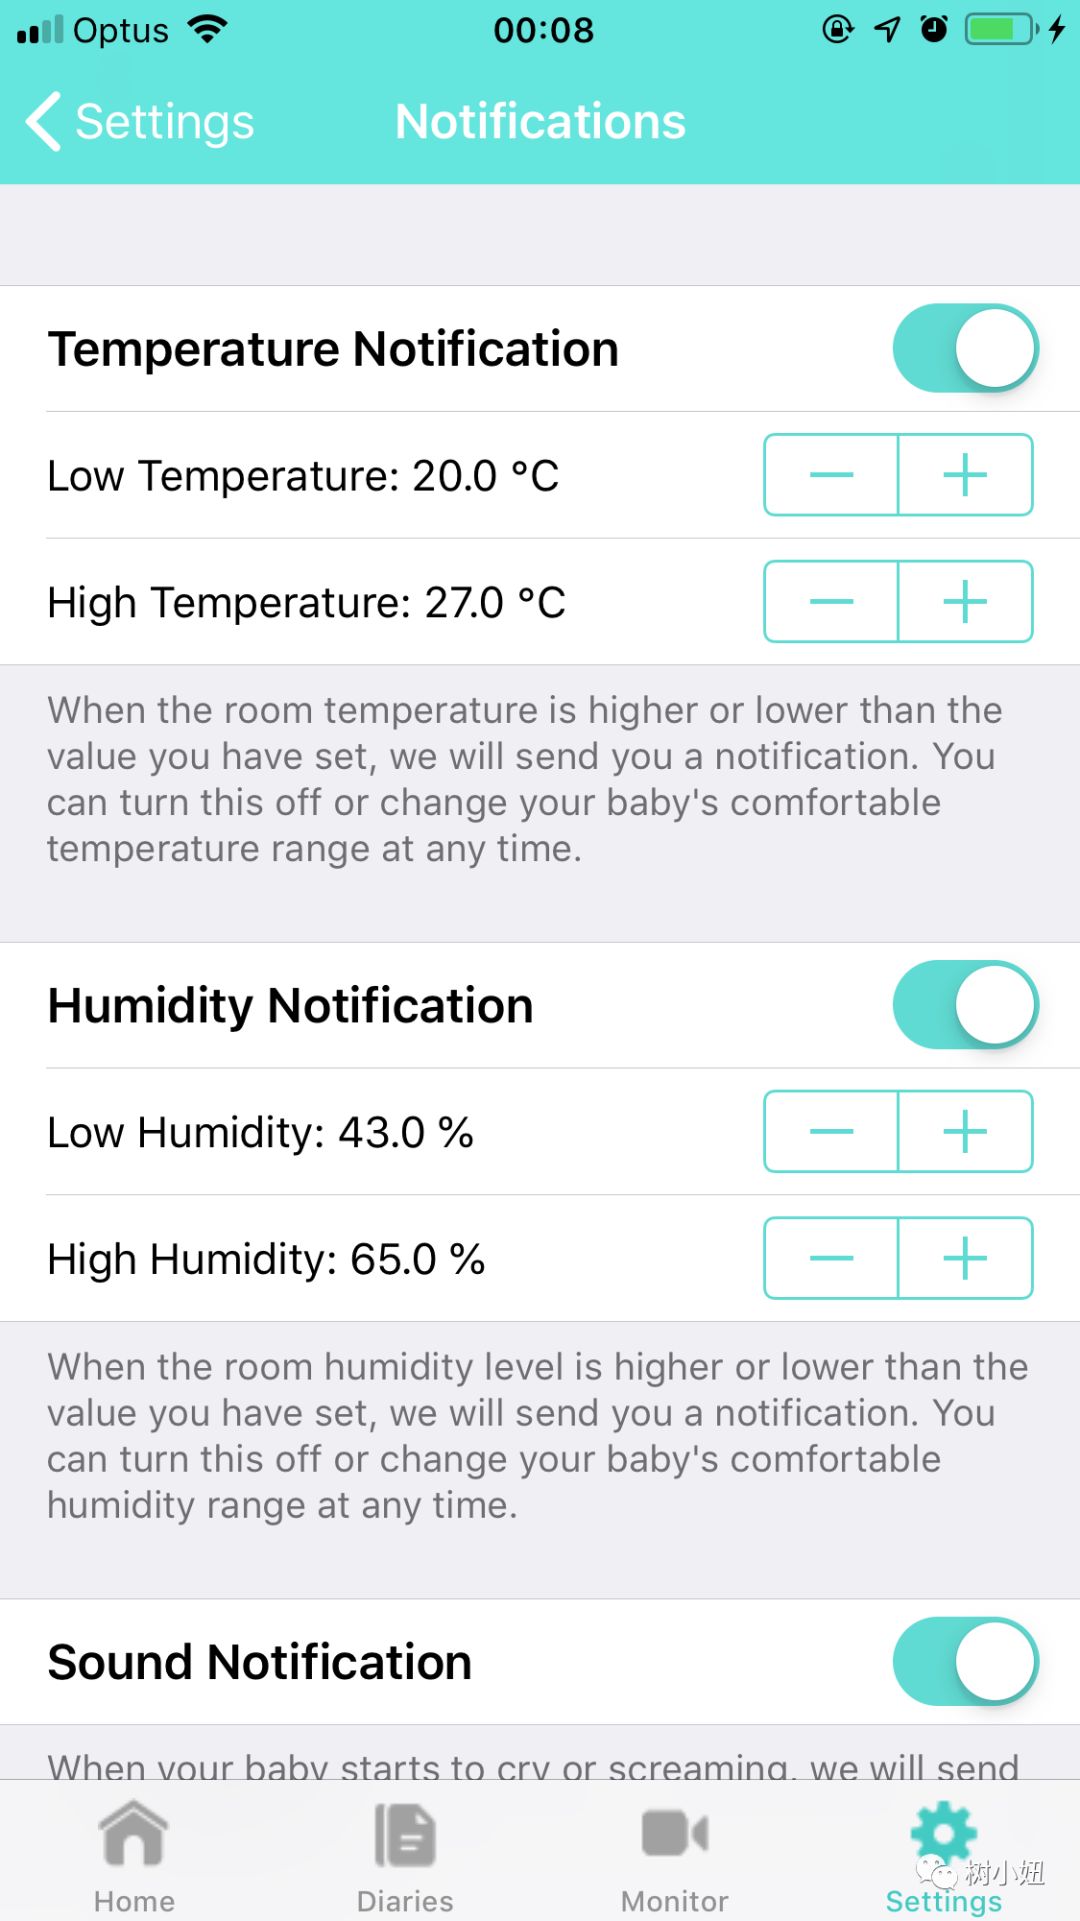 Optus
00:08
Settings
Notifications
Temperature Notification
Low Temperature: 20.0 °C
High Temperature: 27.0 °C
When the room temperature is higher or lower than the
value you have set, we will send you a notification. You
can turn this off or change your baby's comfortable
temperature range at any time.
Humidity Notification
Low Humidity: 43.0 %
High Humidity: 65.0 %
When the room humidity level is higher or lower than the
value you have set, we will send you a notification. You
can turn this off or change your baby's comfortable
humidity range at any time.
Sound Notification
When your baby starts to cry or screaming, we will send
树小妞
Home
Diaries
Monitor
Settings